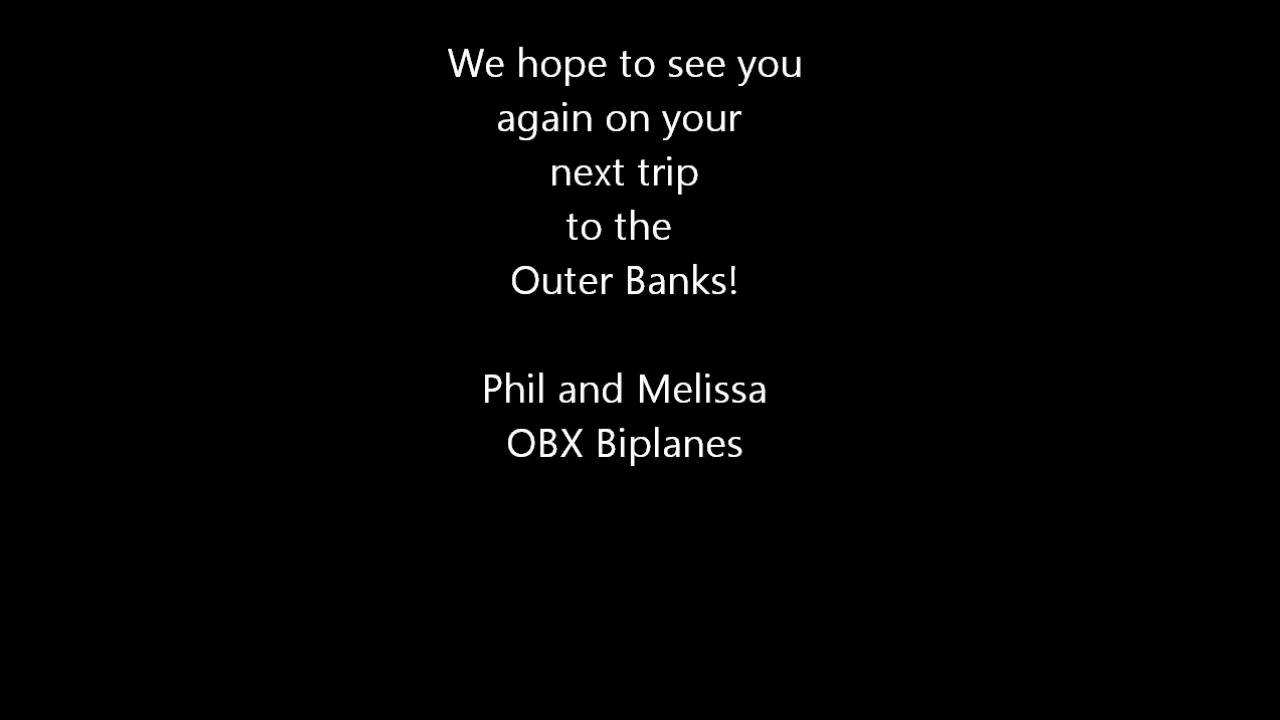 We hope to see you
again on your
next trip
to the
Outer Banks!
Phil and Melissa
OBX Biplanes